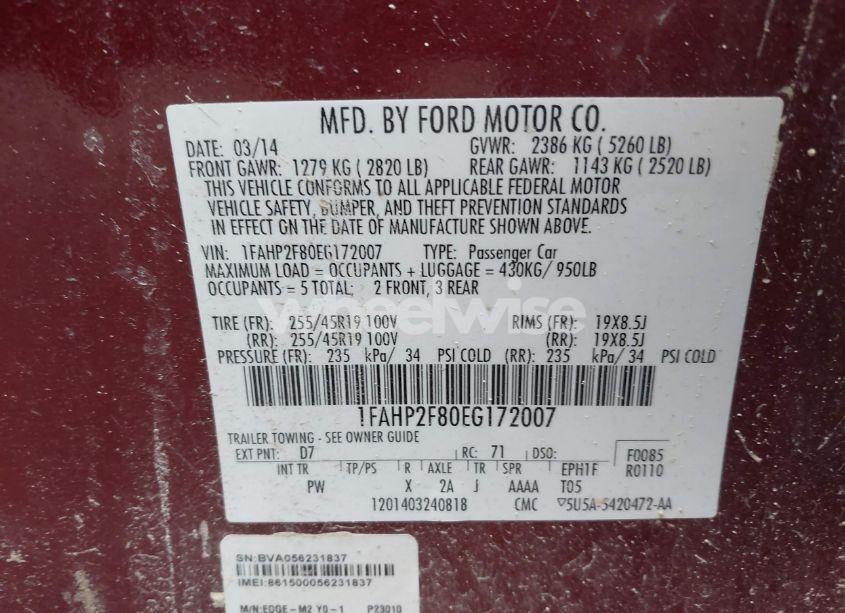 MFD. BY FORD MOTOR CO.
DATE: 03/14 GVWR: 2386 KG ( 5260 LB)
FRONT GAWR: 1279 KG ( 2820 LB) REAR GAWR: 1143 KG ( 2520 LB)
THIS VEHICLE CONFORMS TO ALL APPLICABLE FEDERAL MOTOR
VEHICLE SAFETY, BUMPER, AND THEFT PREVENTION STANDARDS
IN EFFECT ON THE DATE OF MANUFACTURE SHOWN ABOVE.
VIN: 1FAHP2F80EG172007 TYPE: Passenger Car
MAXIMUM LOAD = OCCUPANTS + LUGGAGE = 430KG/ 950LB
OCCUPANTS = 5 TOTAL; 2 FRONT, 3 REAR
wheelwise
TIRE (FR): 255/45R19 100V RIMS (FR): 19X8.5J
(RR): 255/45R19 100V (RR): 19X8.5J
PRESSURE (FR): 235 kPa/ 34 PSI COLD (RR): 235 kPa/ 34 PSI COLD
1FAHP2F80EG172007
TRAILER TOWING - SEE OWNER GUIDE
EXT PNT: D7 RC: 71 DSO: F0085
INT TR TP/PS R AXLE TR SPR EPH1F R0110
PW X 2A J AAAA T05
1201403240818 CMC ▽5U5A-5420472-AA
SN:BVA056231837
IMEI:861500056231837
M/N:EDGE-M2 Y0-1 P23010